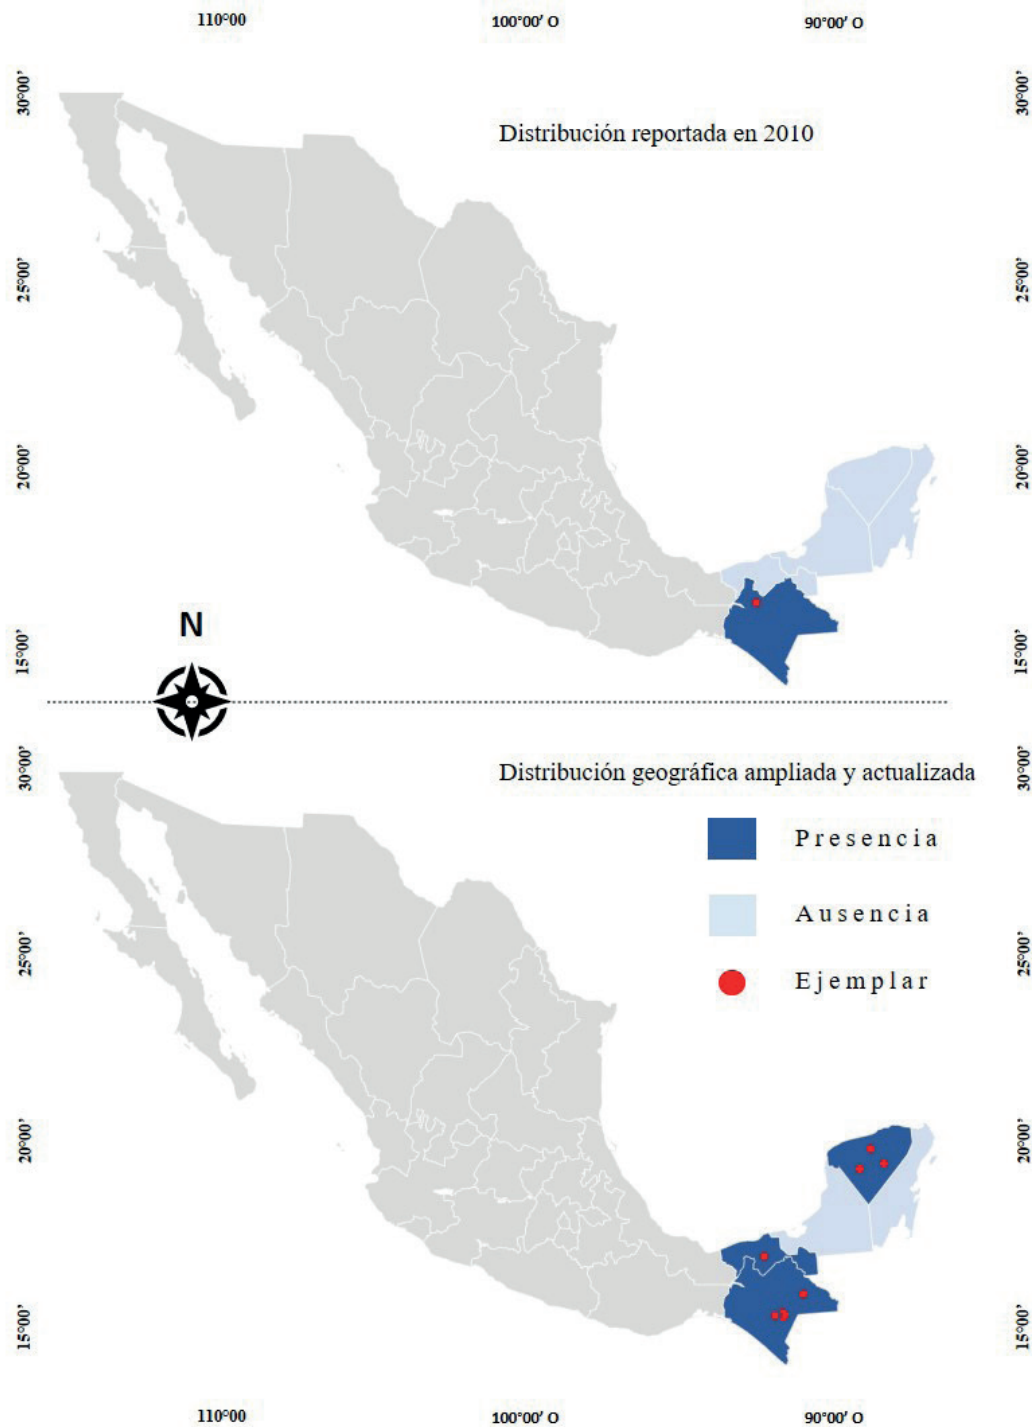 110°00
100°00' O
90°00' O
30°00'
30°00'
Distribución reportada en 2010
25°00'
25°00'
20°00'
20°00'
N
15°00'
15°00'
30°00'
30°00'
Distribución geográfica ampliada y actualizada
Presencia
Ausencia
25°00'
25°00'
Ejemplar
20°00'
20°00'
15°00'
15°00'
110°00
100°00' O
90°00' O